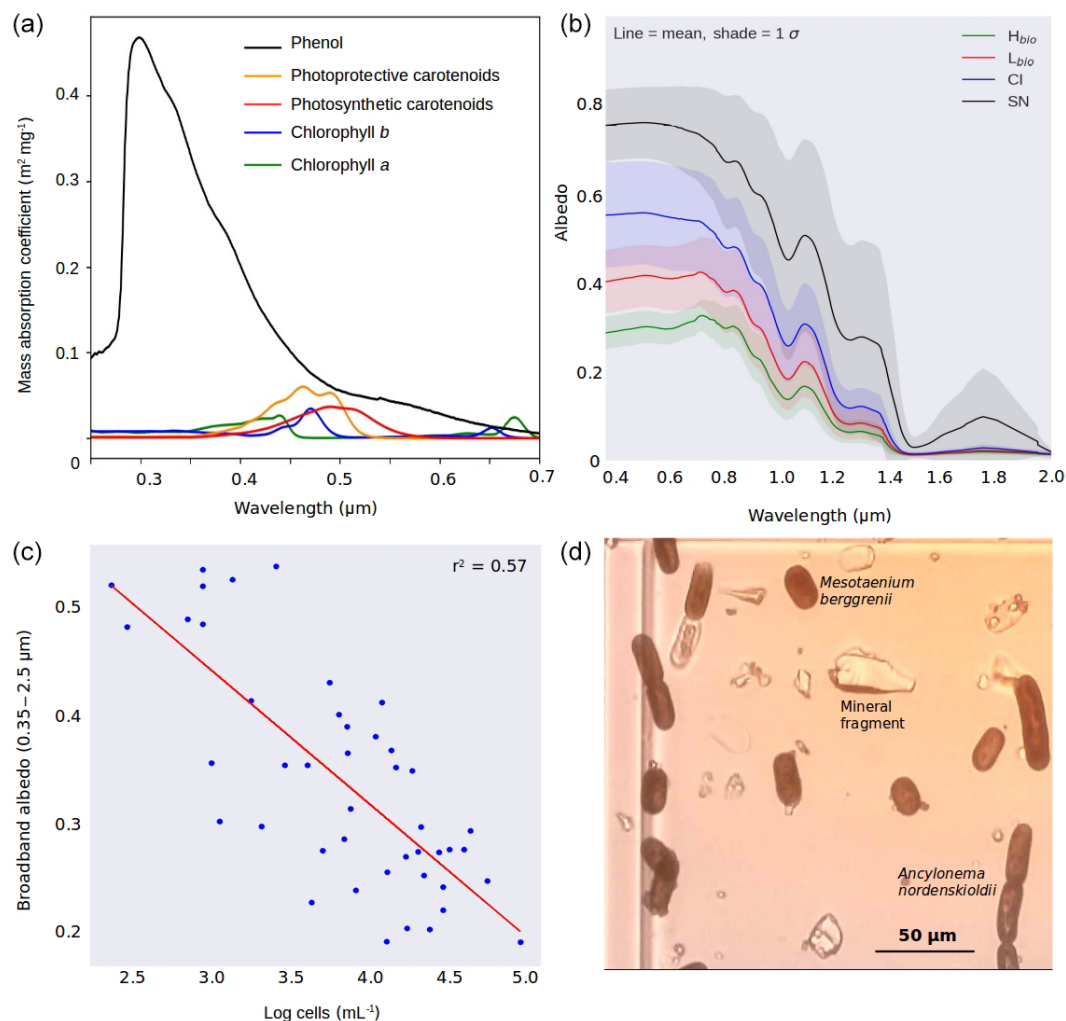 (a)
Phenol
Photoprotective carotenoids
Photosynthetic carotenoids
Chlorophyll b
Chlorophyll a
Mass absorption coefficient (m² mg⁻¹)
0.4
0.3
0.2
0.1
0
0.3
0.4
0.5
0.6
0.7
Wavelength (µm)
(b)
Line = mean, shade = 1 σ
H_bio
L_bio
CI
SN
Albedo
0.8
0.6
0.4
0.2
0
0.4 0.6 0.8 1.0 1.2 1.4 1.6 1.8 2.0
Wavelength (µm)
(c)
r² = 0.57
Broadband albedo (0.35−2.5 µm)
0.5
0.4
0.3
0.2
2.5 3.0 3.5 4.0 4.5 5.0
Log cells (mL⁻¹)
(d)
Mesotaenium
berggrenii
Mineral
fragment
Ancylonema
nordenskioldii
50 µm